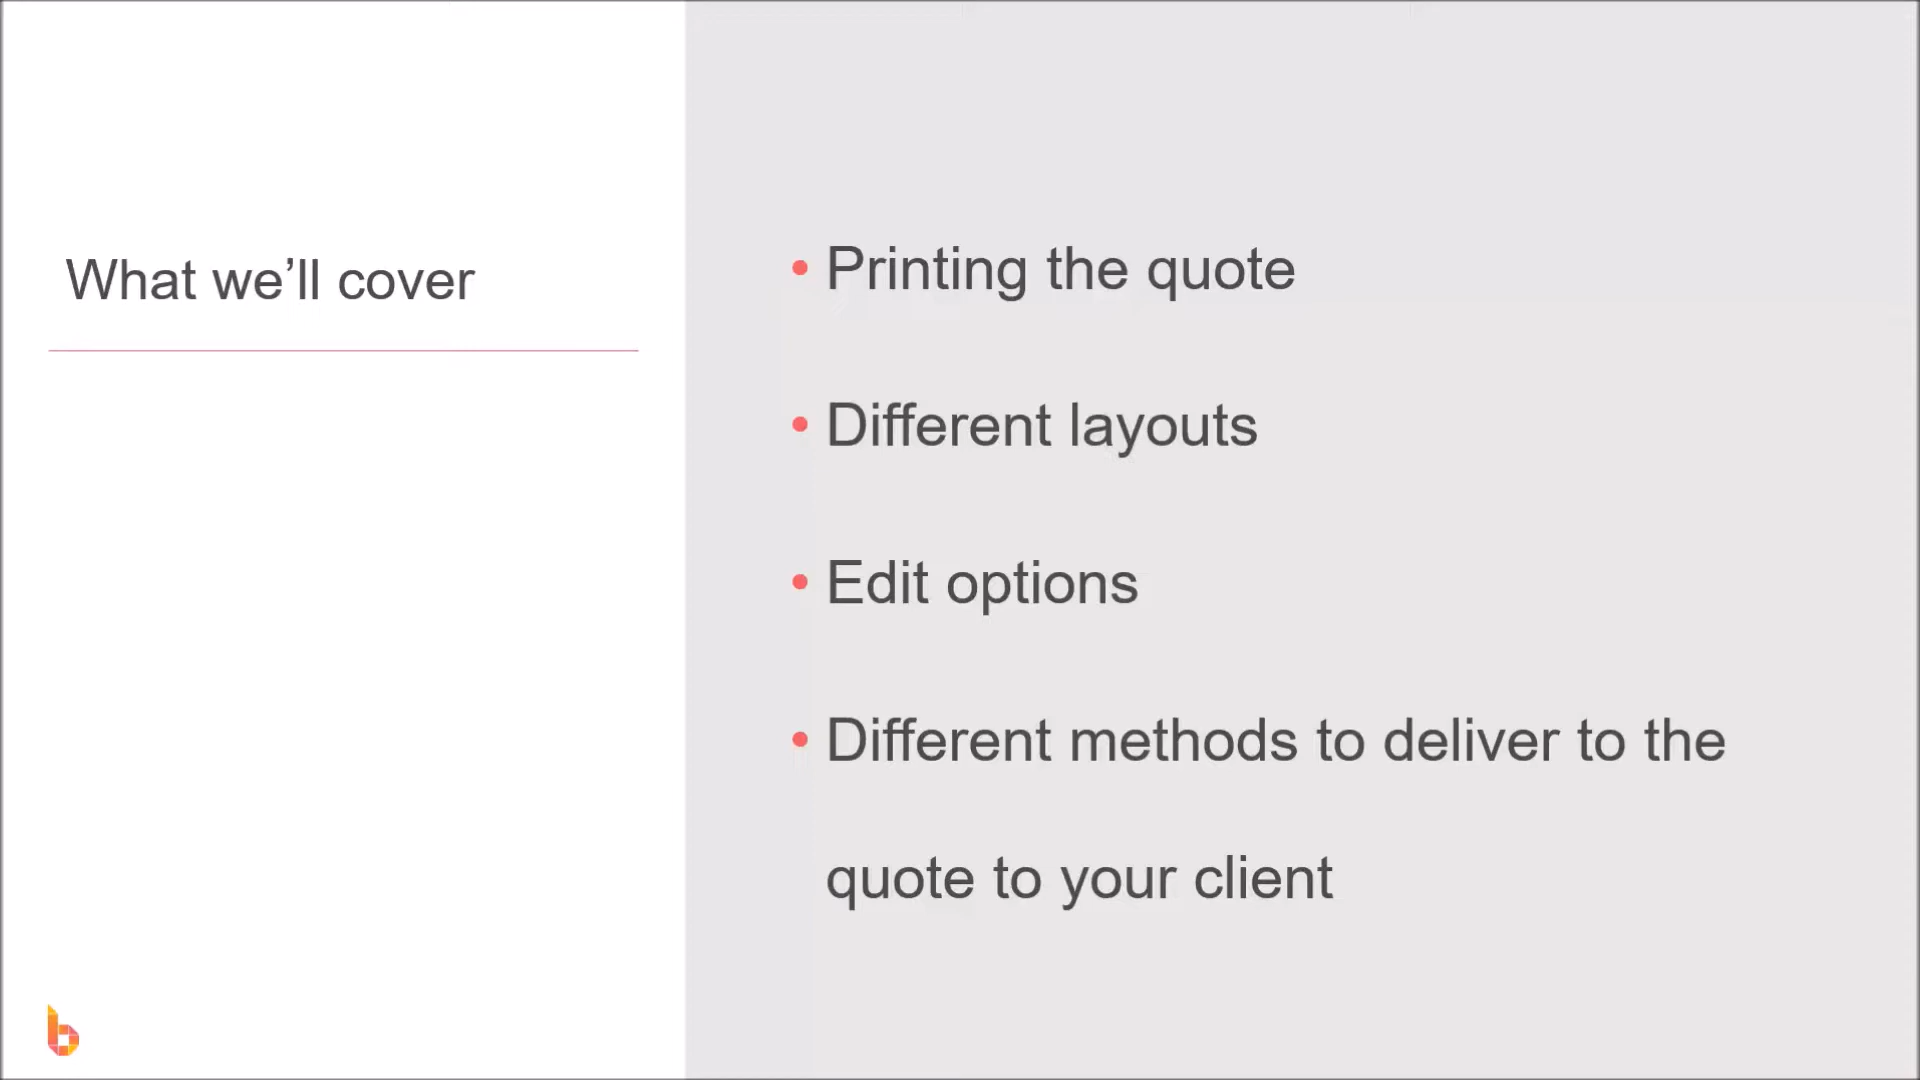 What we’ll cover
• Printing the quote
• Different layouts
• Edit options
• Different methods to deliver to the
quote to your client